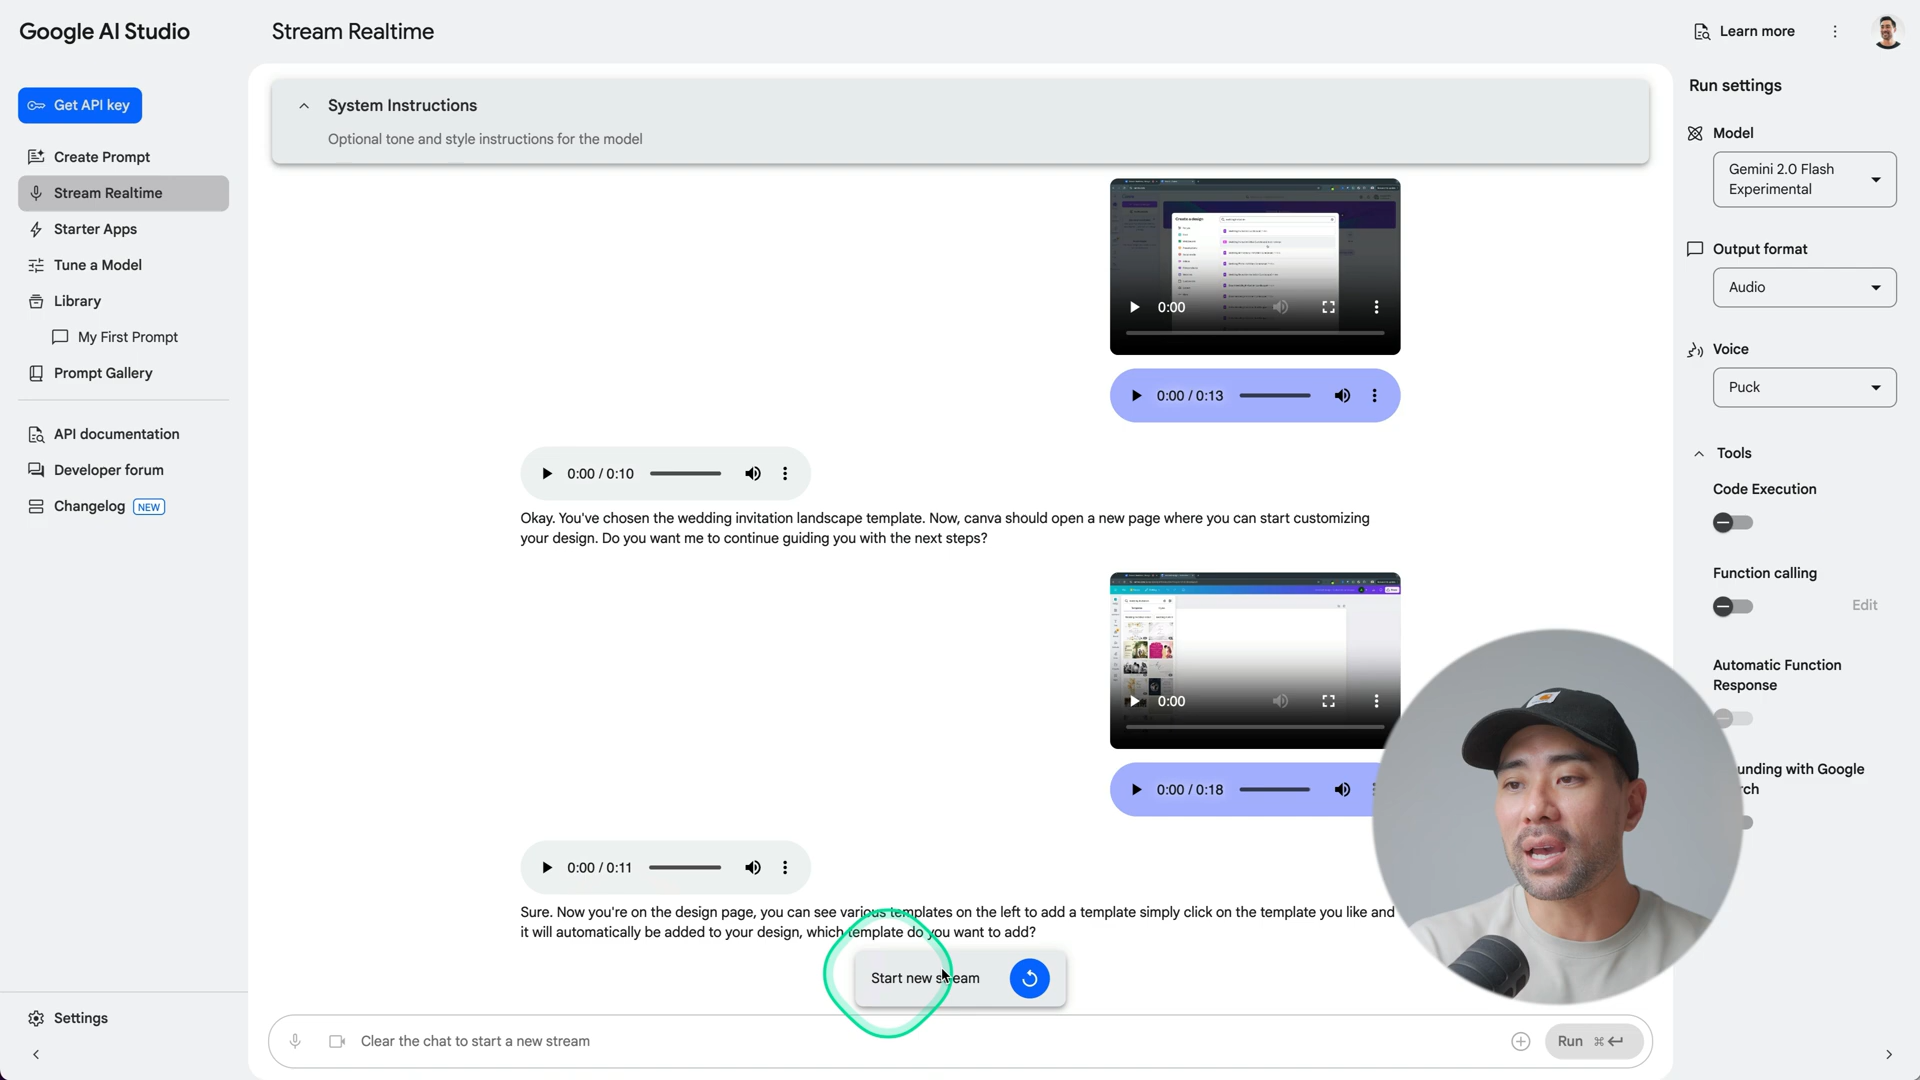 Google AI Studio
Stream Realtime
Learn more
Get API key
Create Prompt
Stream Realtime
Starter Apps
Tune a Model
Library
My First Prompt
Prompt Gallery
API documentation
Developer forum
Changelog NEW
Settings
System Instructions
Optional tone and style instructions for the model
Create a design
0:00
0:00 / 0:13
0:00 / 0:10
Okay. You've chosen the wedding invitation landscape template. Now, canva should open a new page where you can start customizing
your design. Do you want me to continue guiding you with the next steps?
0:00
0:00 / 0:18
0:00 / 0:11
Sure. Now you're on the design page, you can see various templates on the left to add a template simply click on the template you like and
it will automatically be added to your design, which template do you want to add?
Start new stream
Clear the chat to start a new stream
Run ⌘ ↵
Run settings
Model
Gemini 2.0 Flash
Experimental
Output format
Audio
Voice
Puck
Tools
Code Execution
Function calling
Edit
Automatic Function
Response
unding with Google
rch